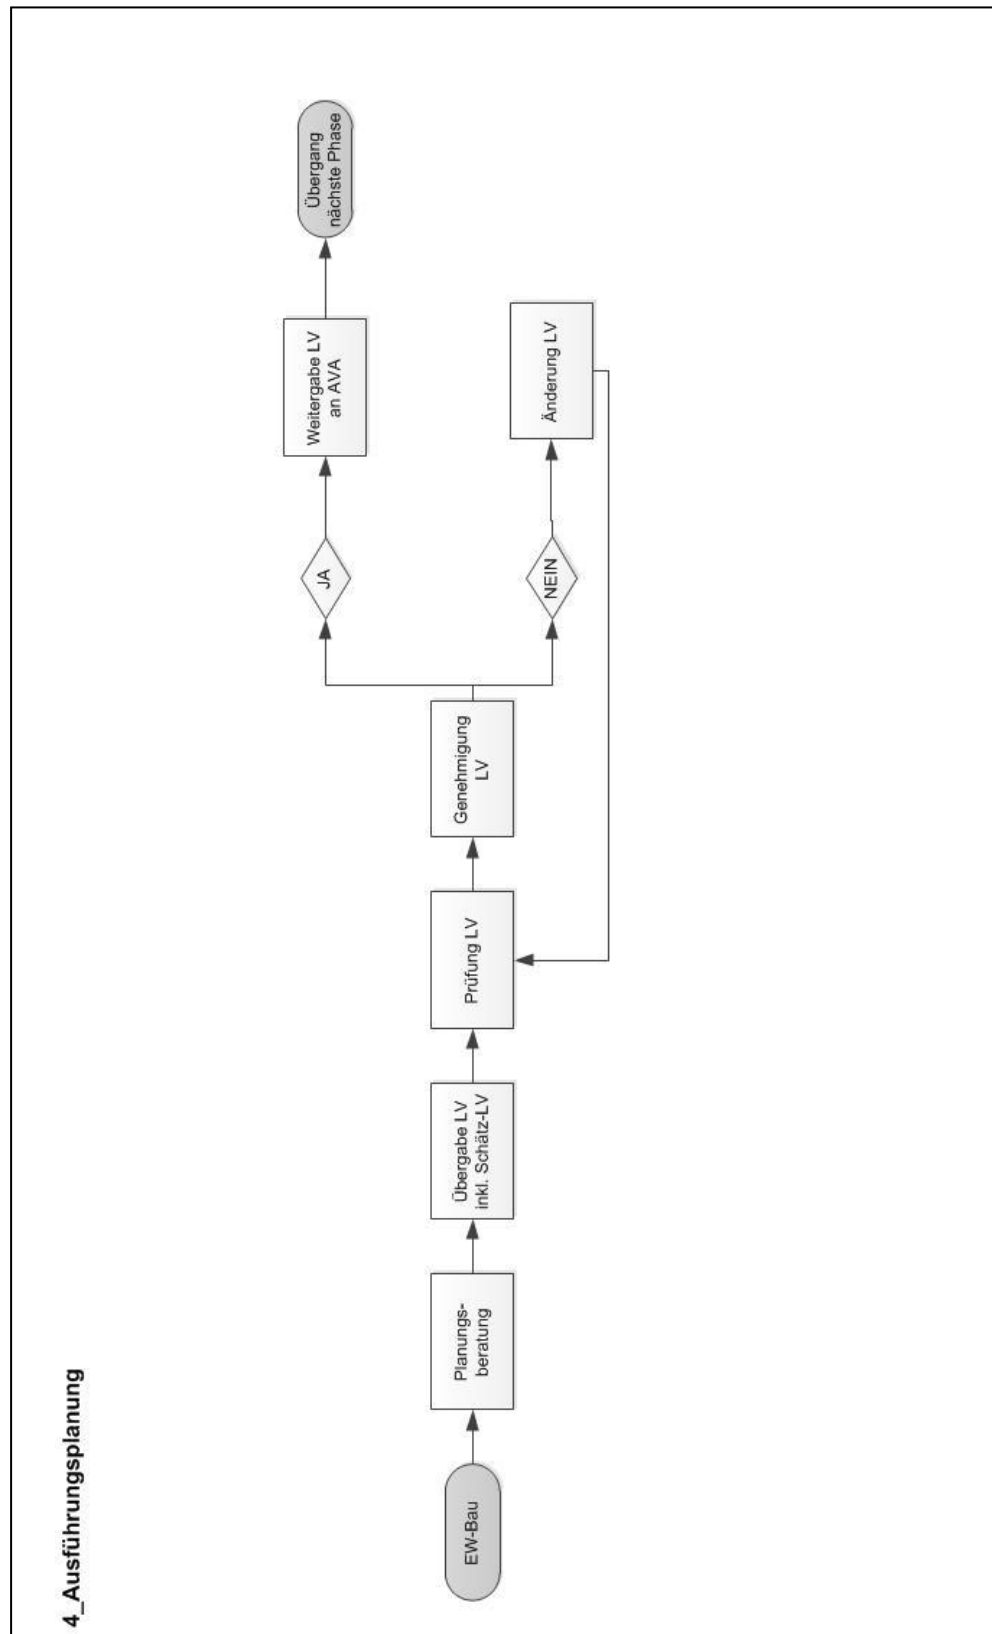 4_Ausführungsplanung
EW-Bau
Planungs-
beratung
Übergabe LV
inkl. Schätz-LV
Prüfung LV
Genehmigung
LV
JA
Weitergabe LV
an AVA
Übergang
nächste Phase
NEIN
Änderung LV